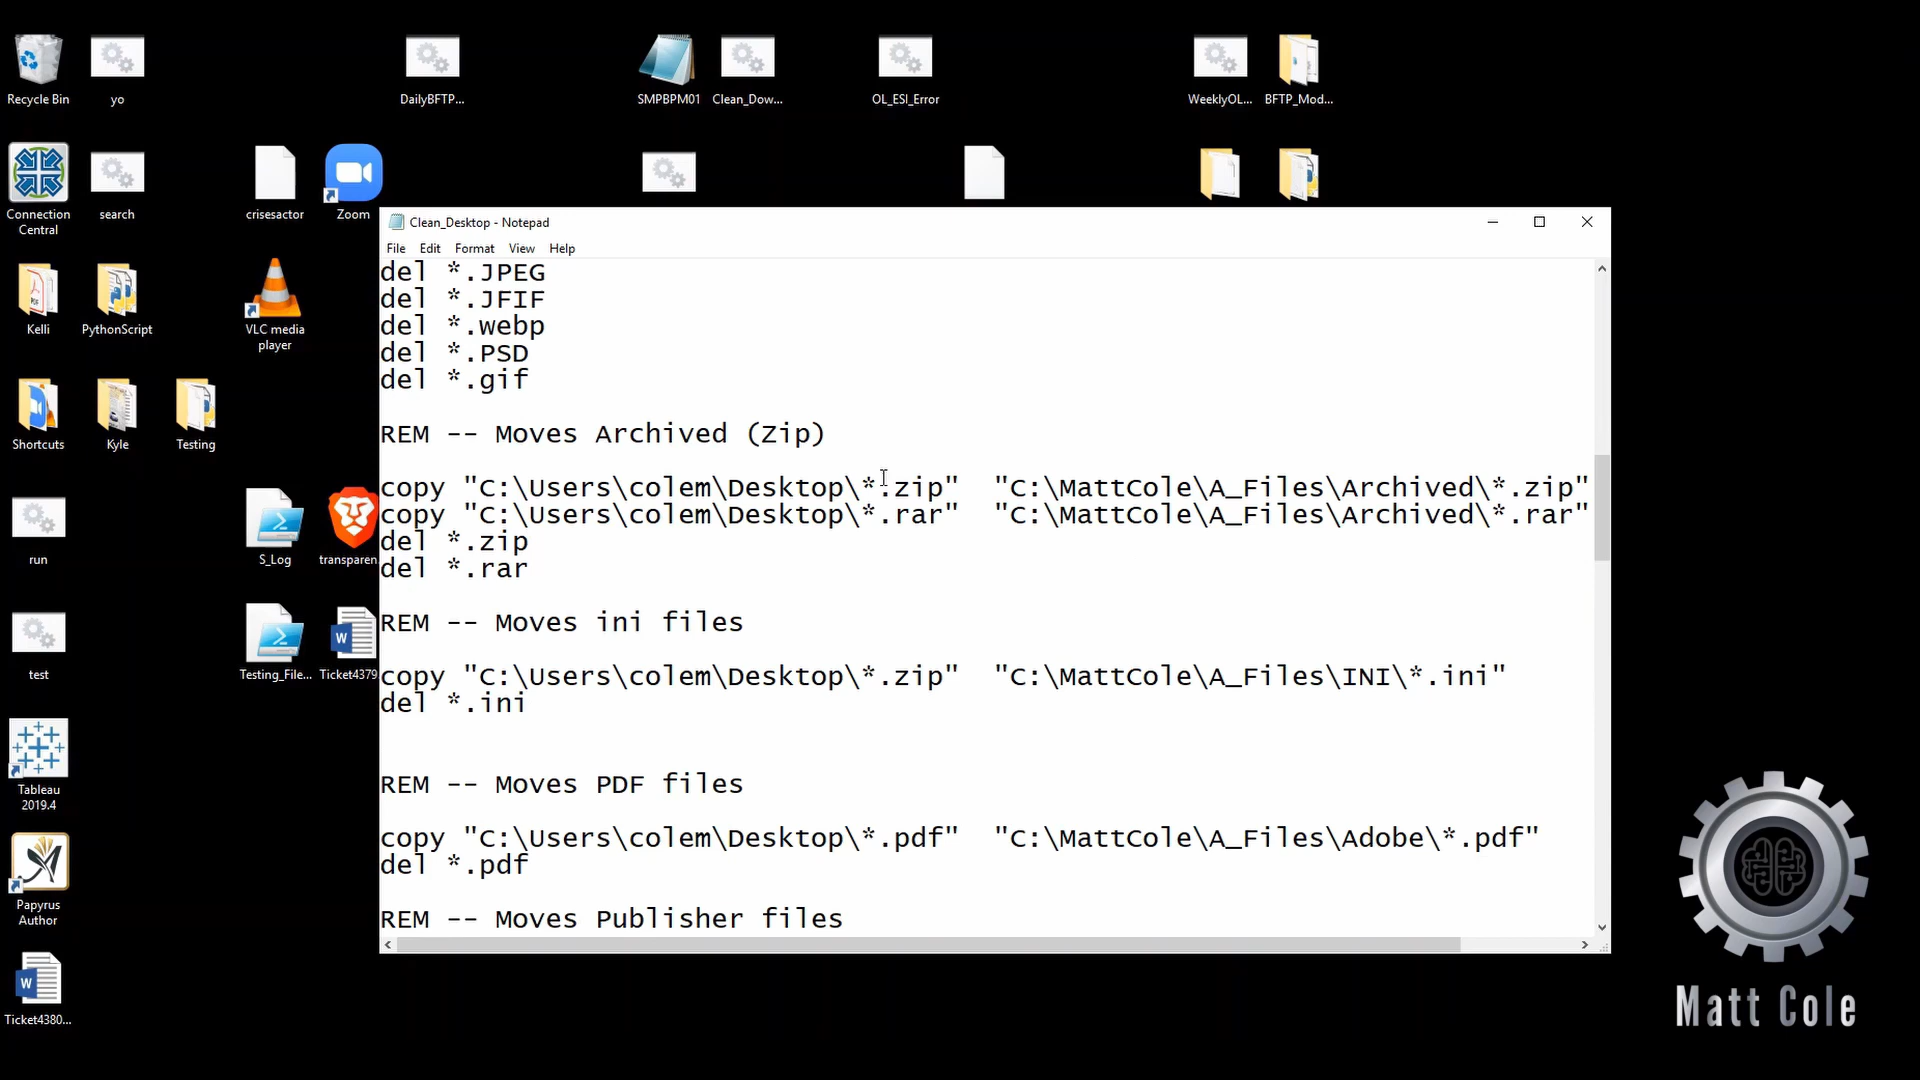 Recycle Bin
yo
DailyBFTP...
SMPBPM01
Clean_Dow...
OL_ESI_Error
WeeklyOL...
BFTP_Mod...
Connection
Central
search
crisesactor
Zoom
Clean_Desktop - Notepad
File Edit Format View Help
del *.JPEG
del *.JFIF
del *.webp
del *.PSD
del *.gif
REM -- Moves Archived (Zip)
copy "C:\Users\colem\Desktop\*.zip"  "C:\MattCole\A_Files\Archived\*.zip"
copy "C:\Users\colem\Desktop\*.rar"  "C:\MattCole\A_Files\Archived\*.rar"
del *.zip
del *.rar
REM -- Moves ini files
copy "C:\Users\colem\Desktop\*.zip"  "C:\MattCole\A_Files\INI\*.ini"
del *.ini
REM -- Moves PDF files
copy "C:\Users\colem\Desktop\*.pdf"  "C:\MattCole\A_Files\Adobe\*.pdf"
del *.pdf
REM -- Moves Publisher files
Kelli
PythonScript
VLC media
player
Shortcuts
Kyle
Testing
run
S_Log
transparen
test
Testing_File...
Ticket4379
Tableau
2019.4
Papyrus
Author
Ticket4380...
Matt Cole